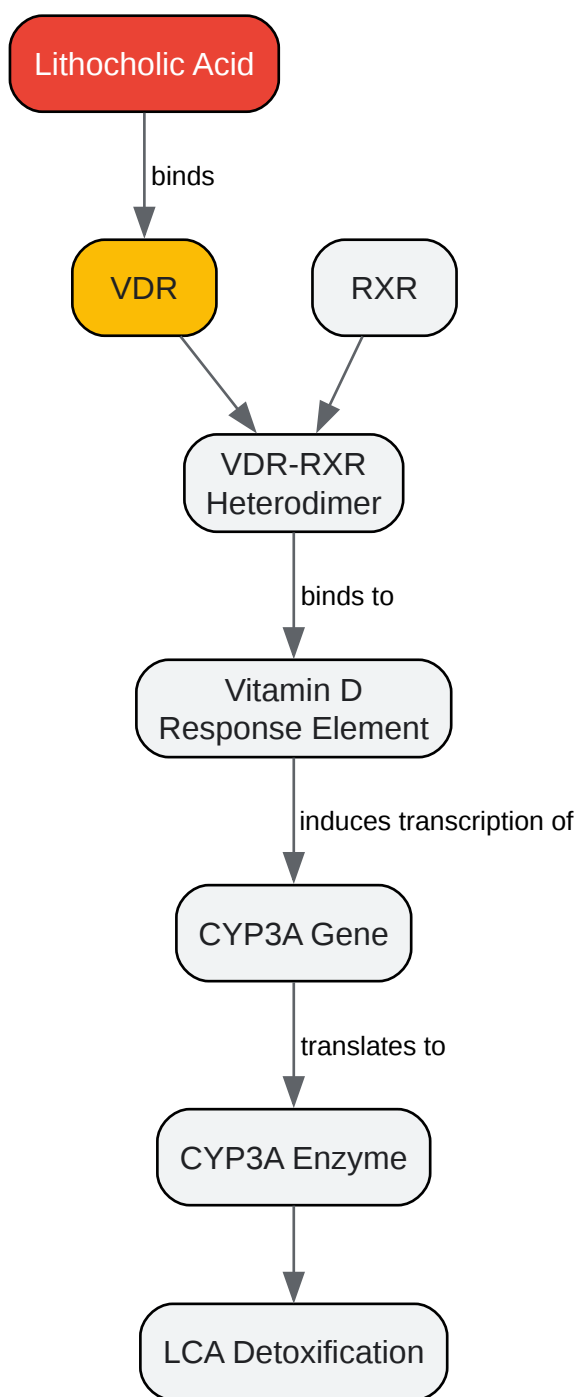 Lithocholic Acid
binds
VDR
RXR
VDR-RXR
Heterodimer
binds to
Vitamin D
Response Element
induces transcription of
CYP3A Gene
translates to
CYP3A Enzyme
LCA Detoxification